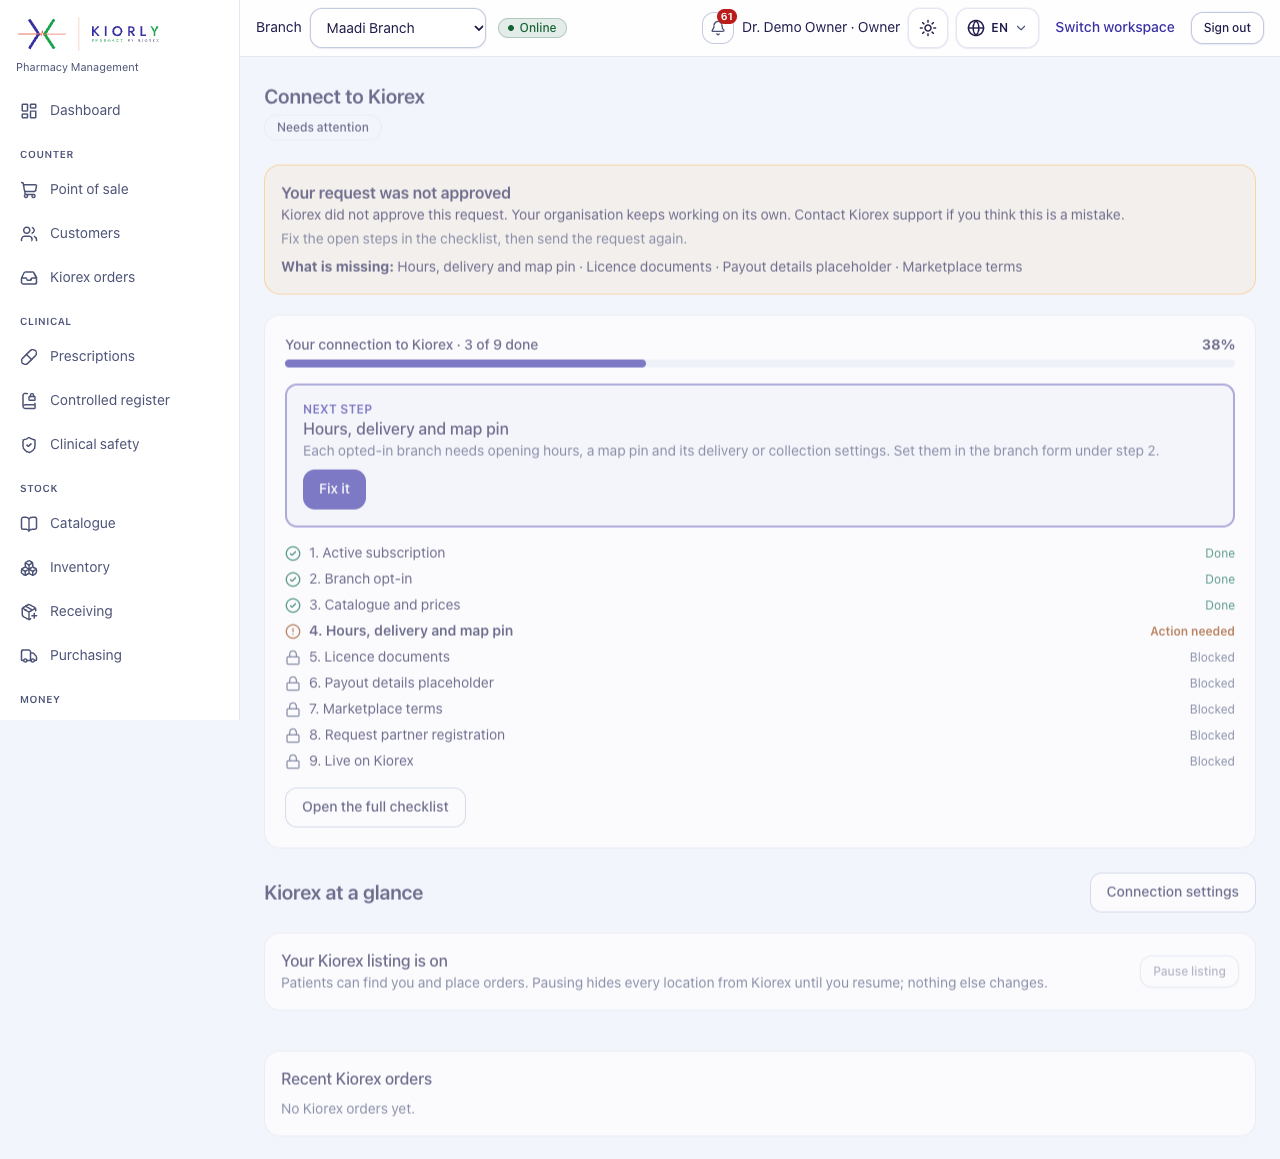 KIORLY
PHARMACY BY KIOREX
Pharmacy Management
Branch
Maadi Branch
Online
61
Dr. Demo Owner · Owner
EN
Switch workspace
Sign out
Dashboard
COUNTER
Point of sale
Customers
Kiorex orders
CLINICAL
Prescriptions
Controlled register
Clinical safety
STOCK
Catalogue
Inventory
Receiving
Purchasing
MONEY
Connect to Kiorex
Needs attention
Your request was not approved
Kiorex did not approve this request. Your organisation keeps working on its own. Contact Kiorex support if you think this is a mistake.
Fix the open steps in the checklist, then send the request again.
What is missing: Hours, delivery and map pin · Licence documents · Payout details placeholder · Marketplace terms
Your connection to Kiorex · 3 of 9 done
38%
NEXT STEP
Hours, delivery and map pin
Each opted-in branch needs opening hours, a map pin and its delivery or collection settings. Set them in the branch form under step 2.
Fix it
1. Active subscription Done
2. Branch opt-in Done
3. Catalogue and prices Done
4. Hours, delivery and map pin Action needed
5. Licence documents Blocked
6. Payout details placeholder Blocked
7. Marketplace terms Blocked
8. Request partner registration Blocked
9. Live on Kiorex Blocked
Open the full checklist
Kiorex at a glance
Connection settings
Your Kiorex listing is on
Patients can find you and place orders. Pausing hides every location from Kiorex until you resume; nothing else changes.
Pause listing
Recent Kiorex orders
No Kiorex orders yet.